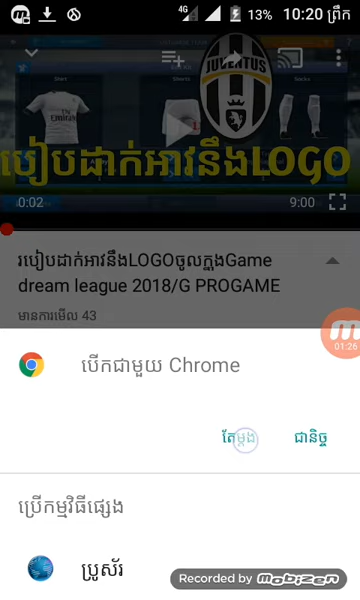 4G 13% 10:20 ព្រឹក
JUVENTUS
Shirt Shorts Socks
របៀបដាក់អាវនឹងLOGO
0:02 9:00
របៀបដាក់អាវនឹងLOGOចូលក្នុងGame
dream league 2018/G PROGAME
មានការមើល 43
01:26
បើកជាមួយ Chrome
តែម្ដង ជានិច្ច
ប្រើកម្មវិធីផ្សេង
ប្រូស័រ
Recorded by mobizen